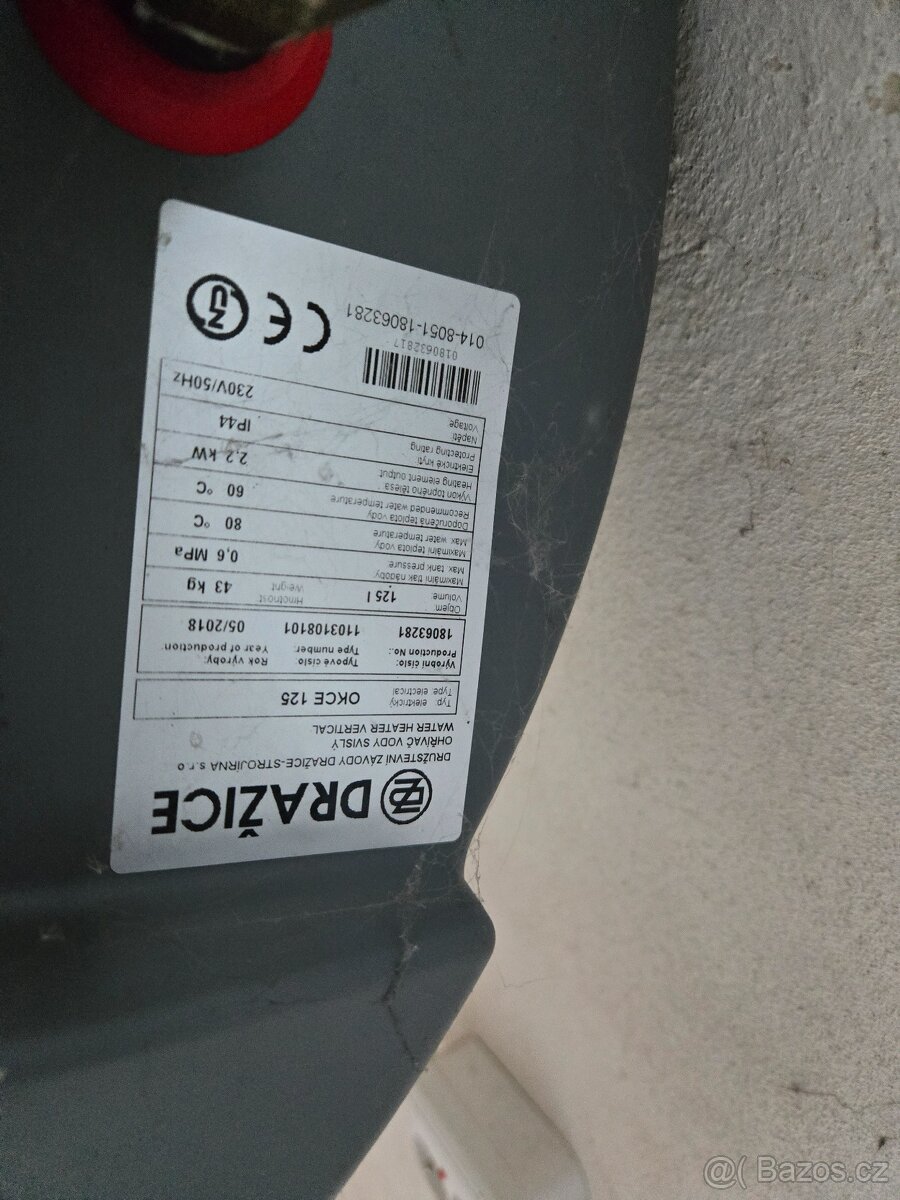 DZ DRAŽICE
DRUŽSTEVNÍ ZÁVODY DRAŽICE-STROJÍRNA s.r.o
OHŘÍVAČ VODY SVISLÝ
WATER HEATER VERTICAL
Typ: elektrický
Type: electrical
OKCE 125
Výrobní číslo: Typové číslo: Rok výroby:
Production No.: Type number: Year of production:
18063281 1103108101 05/2018
Objem Hmotnost
Volume: 125 l Weight 43 kg
Maximální tlak nádoby:
Max. tank pressure: 0,6 MPa
Maximální teplota vody
Max. water temperature 80 °C
Doporučená teplota vody
Recommended water temperature 60 °C
Výkon topného tělesa
Heating element output 2,2 kW
Elektrické krytí
Protecting rating IP44
Napětí:
Voltage: 230V/50Hz
0180632817
014-8051-18063281
CE
@( Bazos.cz